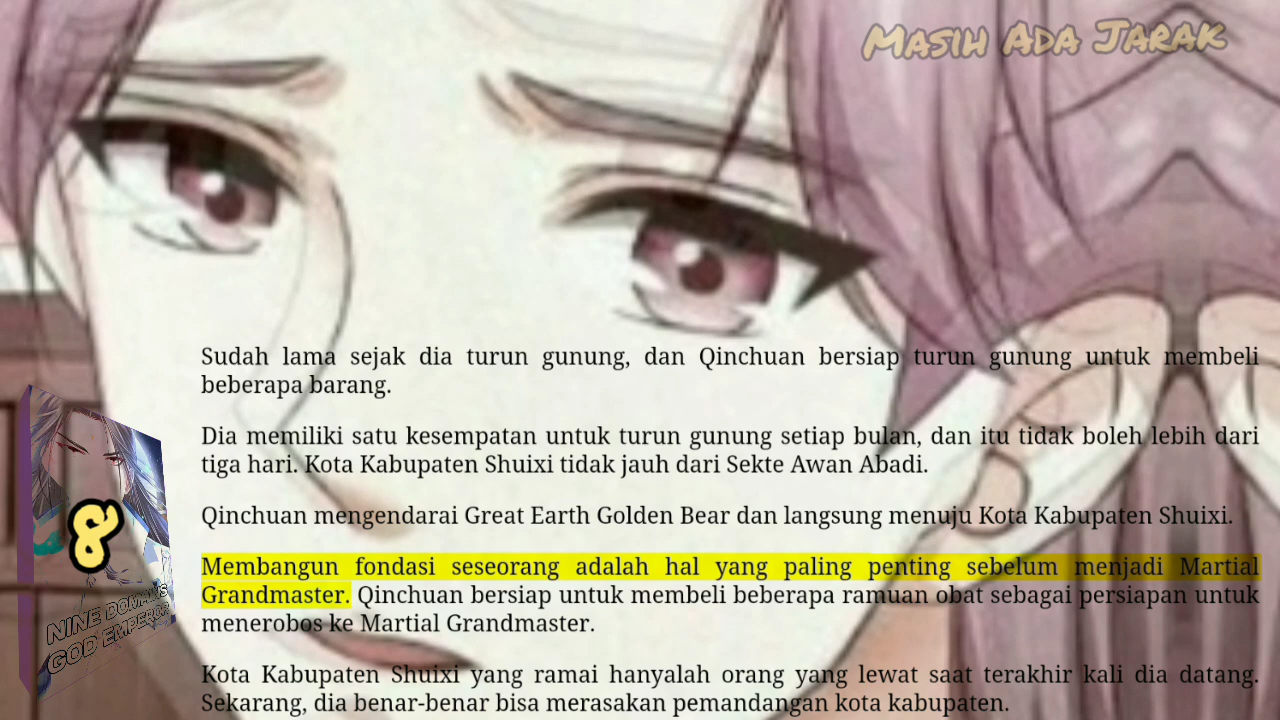 Masih Ada Jarak
Sudah lama sejak dia turun gunung, dan Qinchuan bersiap turun gunung untuk membeli
beberapa barang.
Dia memiliki satu kesempatan untuk turun gunung setiap bulan, dan itu tidak boleh lebih dari
tiga hari. Kota Kabupaten Shuixi tidak jauh dari Sekte Awan Abadi.
Qinchuan mengendarai Great Earth Golden Bear dan langsung menuju Kota Kabupaten Shuixi.
Membangun fondasi seseorang adalah hal yang paling penting sebelum menjadi Martial
Grandmaster. Qinchuan bersiap untuk membeli beberapa ramuan obat sebagai persiapan untuk
menerobos ke Martial Grandmaster.
Kota Kabupaten Shuixi yang ramai hanyalah orang yang lewat saat terakhir kali dia datang.
Sekarang, dia benar-benar bisa merasakan pemandangan kota kabupaten.
8
NINE DOMAINS
GOD EMPEROR